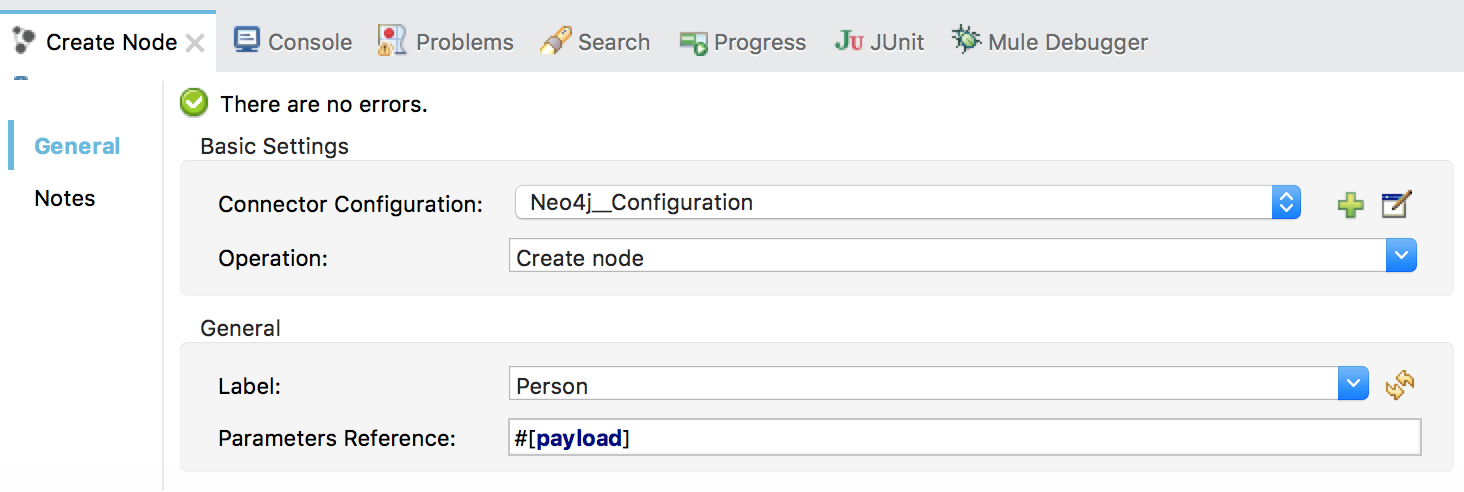 Create Node Console Problems Search Progress JU JUnit Mule Debugger
There are no errors.
General
Notes
Basic Settings
Connector Configuration: Neo4j__Configuration
Operation: Create node
General
Label: Person
Parameters Reference: #[payload]